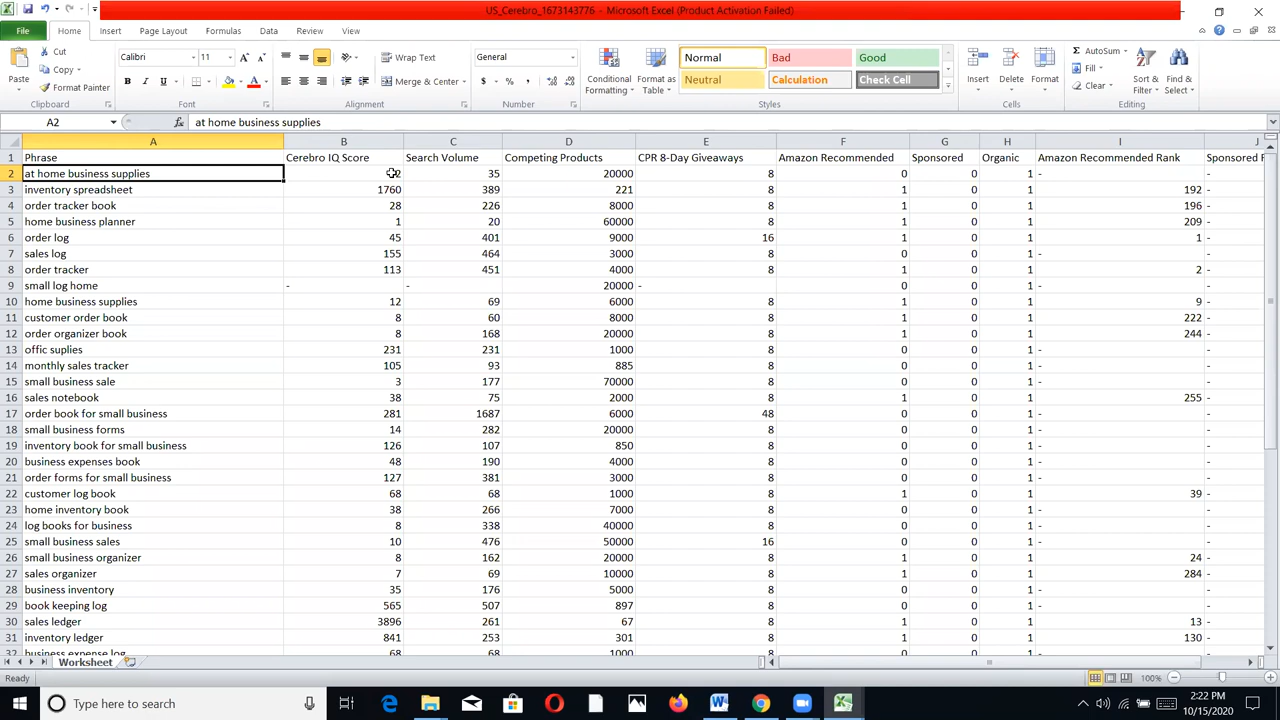 US_Cerebro_1673143776 - Microsoft Excel (Product Activation Failed)
File Home Insert Page Layout Formulas Data Review View
Paste Cut Copy Format Painter Calibri 11 Wrap Text Merge & Center General Conditional Formatting Format as Table Normal Bad Good Neutral Calculation Check Cell Insert Delete Format AutoSum Fill Clear Sort & Filter Find & Select
Clipboard Font Alignment Number Styles Cells Editing
A2 fx at home business supplies
A B C D E F G H I J
1 Phrase Cerebro IQ Score Search Volume Competing Products CPR 8-Day Giveaways Amazon Recommended Sponsored Organic Amazon Recommended Rank Sponsored
2 at home business supplies 35 20000 8 0 0 1 - -
3 inventory spreadsheet 1760 389 221 8 1 0 1 192 -
4 order tracker book 28 226 8000 8 1 0 1 196 -
5 home business planner 1 20 60000 8 1 0 1 209 -
6 order log 45 401 9000 16 1 0 1 1 -
7 sales log 155 464 3000 8 0 0 1 - -
8 order tracker 113 451 4000 8 1 0 1 2 -
9 small log home - - 20000 - 0 0 1 - -
10 home business supplies 12 69 6000 8 1 0 1 9 -
11 customer order book 8 60 8000 8 1 0 1 222 -
12 order organizer book 8 168 20000 8 1 0 1 244 -
13 offic suplies 231 231 1000 8 0 0 1 - -
14 monthly sales tracker 105 93 885 8 0 0 1 - -
15 small business sale 3 177 70000 8 0 0 1 - -
16 sales notebook 38 75 2000 8 1 0 1 255 -
17 order book for small business 281 1687 6000 48 0 0 1 - -
18 small business forms 14 282 20000 8 0 0 1 - -
19 inventory book for small business 126 107 850 8 0 0 1 - -
20 business expenses book 48 190 4000 8 0 0 1 - -
21 order forms for small business 127 381 3000 8 0 0 1 - -
22 customer log book 68 68 1000 8 1 0 1 39 -
23 home inventory book 38 266 7000 8 0 0 1 - -
24 log books for business 8 338 40000 8 0 0 1 - -
25 small business sales 10 476 50000 16 0 0 1 - -
26 small business organizer 8 162 20000 8 1 0 1 24 -
27 sales organizer 7 69 10000 8 1 0 1 284 -
28 business inventory 35 176 5000 8 0 0 1 - -
29 book keeping log 565 507 897 8 0 0 1 - -
30 sales ledger 3896 261 67 8 1 0 1 13 -
31 inventory ledger 841 253 301 8 1 0 1 130 -
32 business expense log 68 68 1000 8 0 0 1 - -
Worksheet
Ready 100%
Type here to search
2:22 PM
10/15/2020